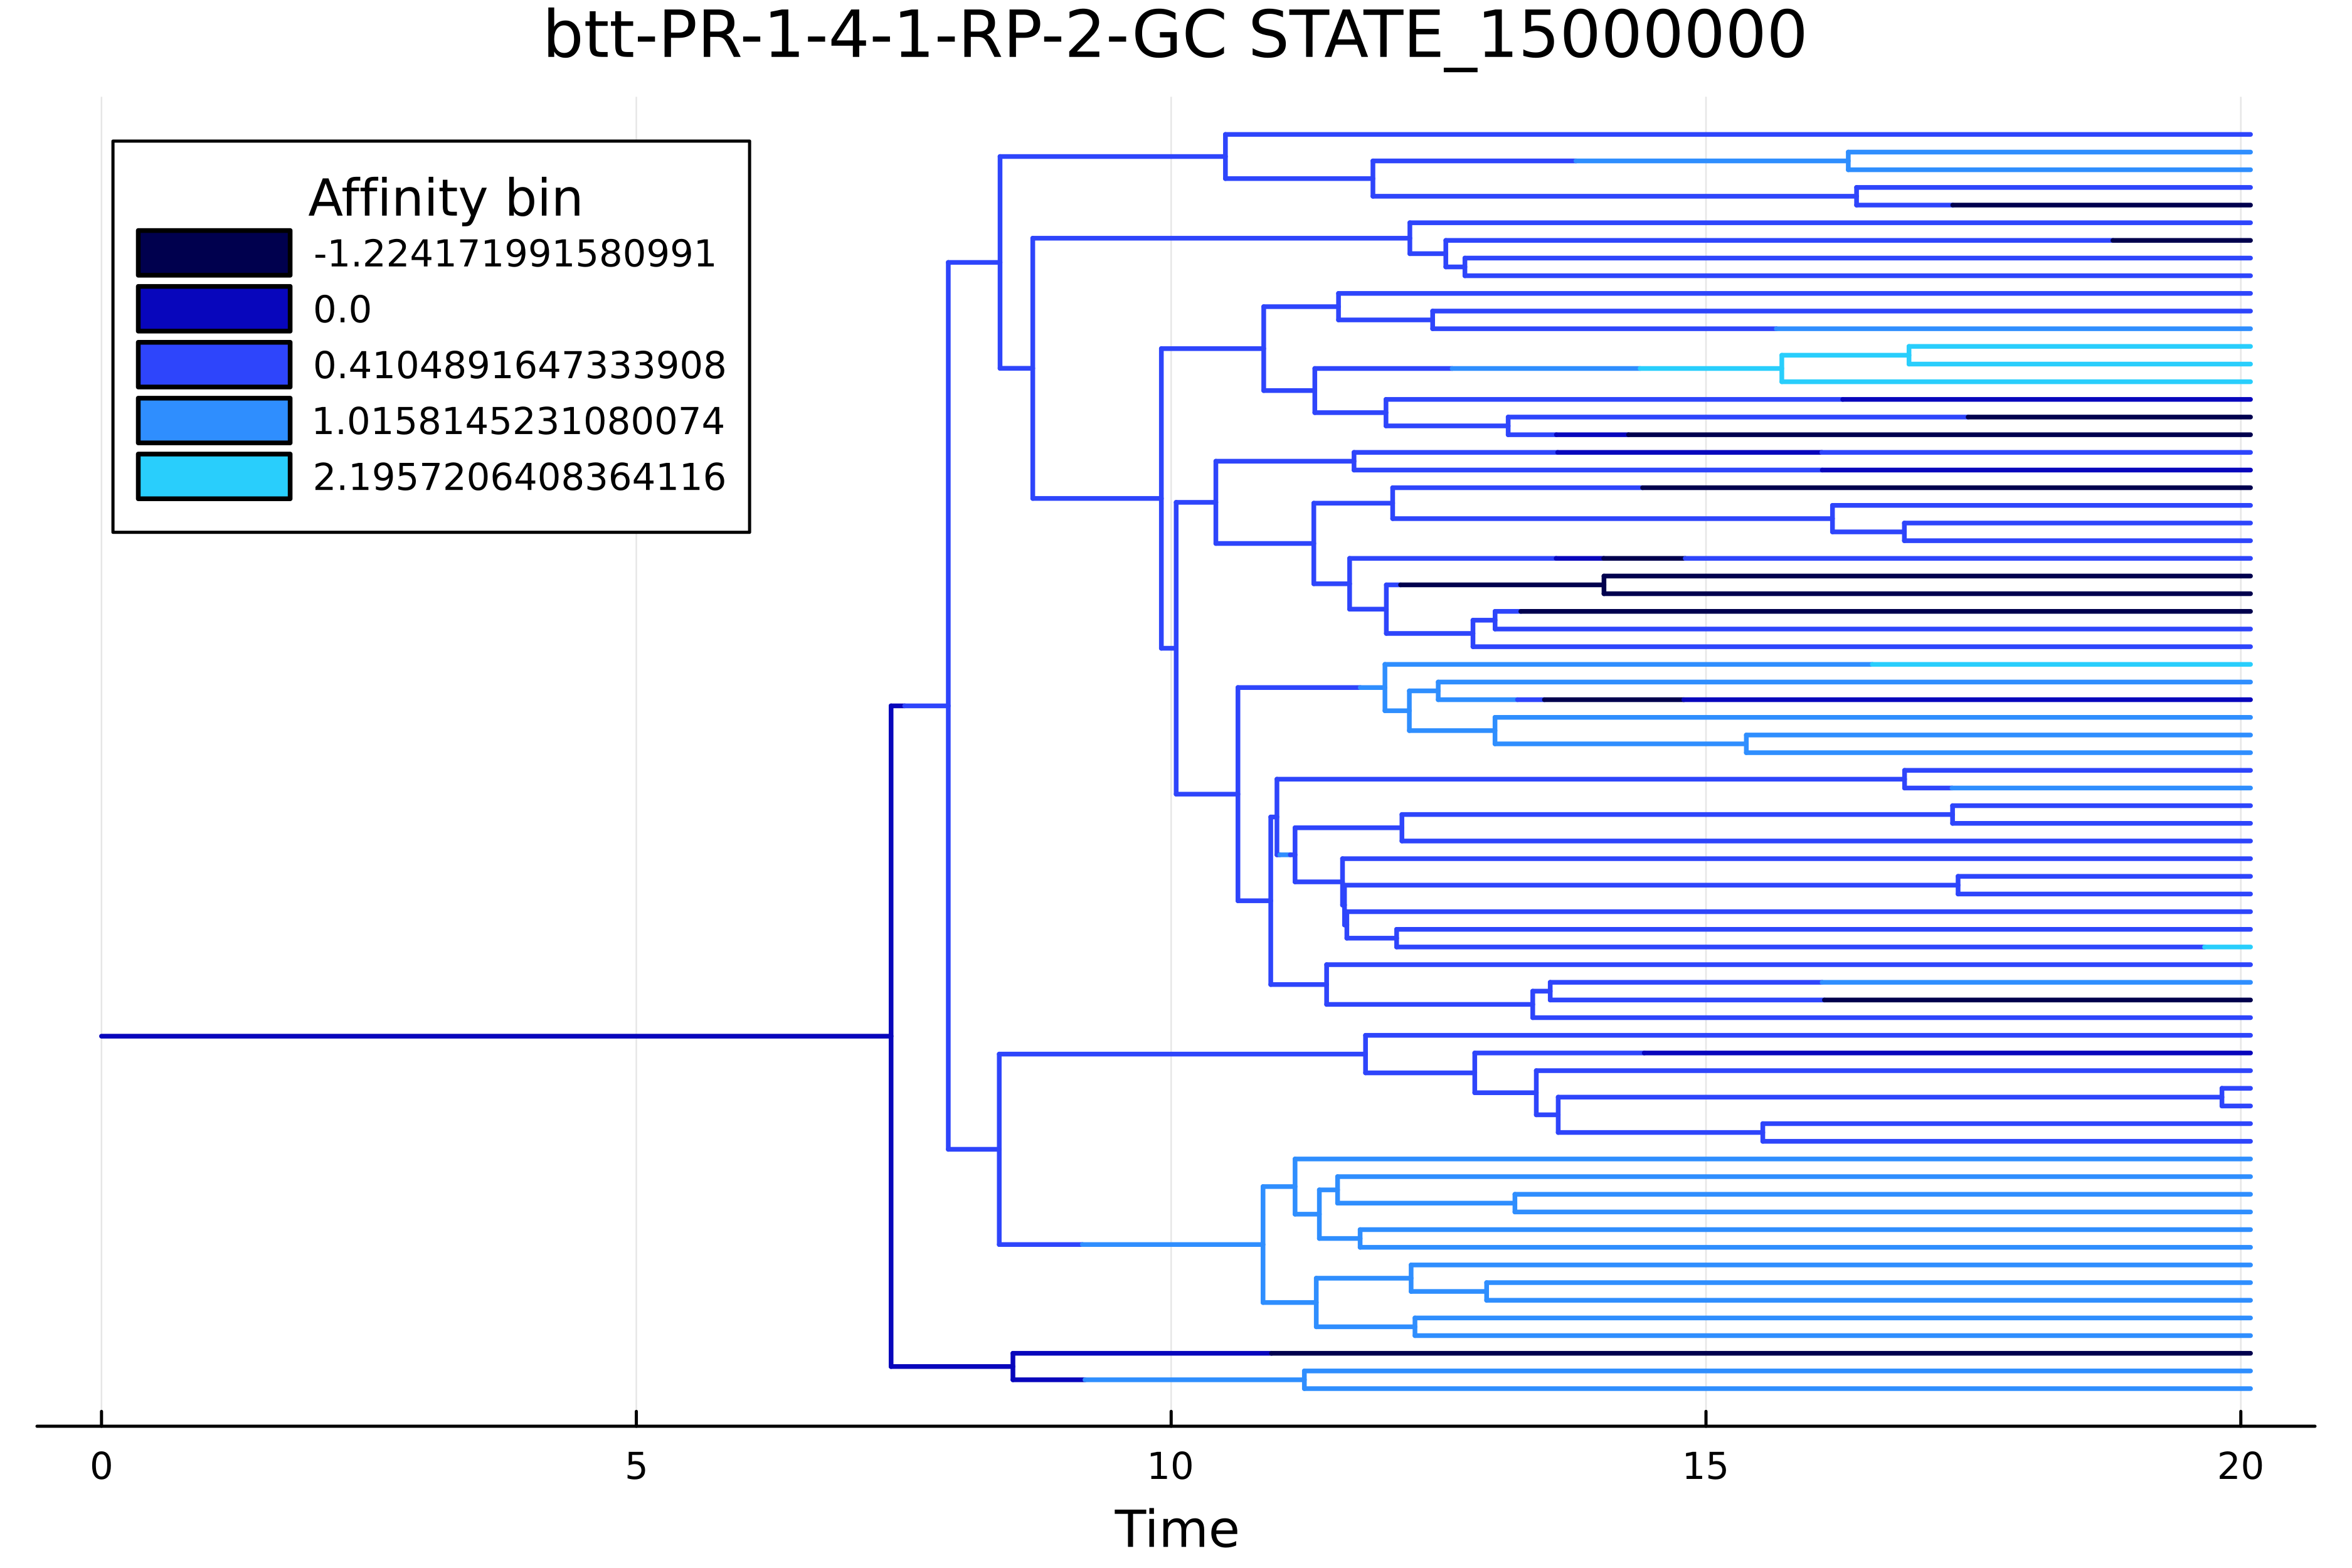 btt-PR-1-4-1-RP-2-GC STATE_15000000
Affinity bin
-1.224171991580991
0.0
0.4104891647333908
1.0158145231080074
2.1957206408364116
0 5 10 15 20
Time